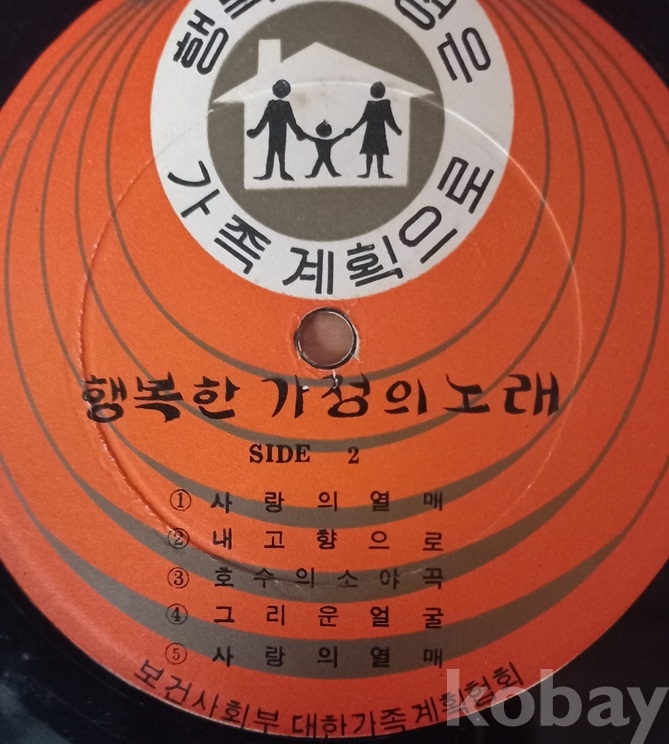 가족계획으로
행복한 가정의 노래
SIDE 2
① 사랑의열매
② 내고향으로
③ 호수의소야곡
④ 그리운얼굴
⑤ 사랑의열매
보건사회부 대한가족계획협회
kobay